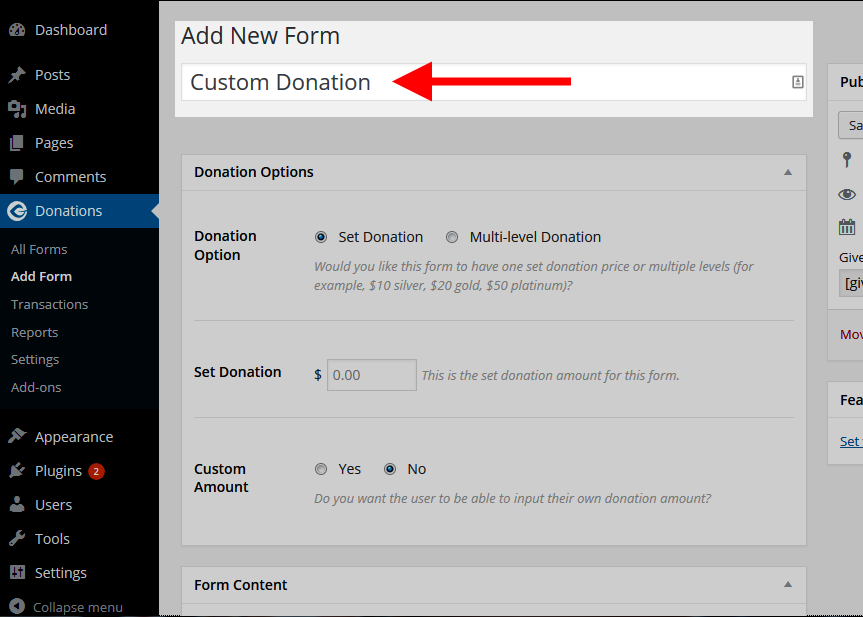 Dashboard
Posts
Media
Pages
Comments
Donations
All Forms
Add Form
Transactions
Reports
Settings
Add-ons
Appearance
Plugins 2
Users
Tools
Settings
Collapse menu
Add New Form
Custom Donation
Donation Options
Donation
Option
Set Donation Multi-level Donation
Would you like this form to have one set donation price or multiple levels (for
example, $10 silver, $20 gold, $50 platinum)?
Set Donation
$ 0.00 This is the set donation amount for this form.
Custom
Amount
Yes No
Do you want the user to be able to input their own donation amount?
Form Content
Pub
Sa
Give
[giv
Mov
Fea
Set